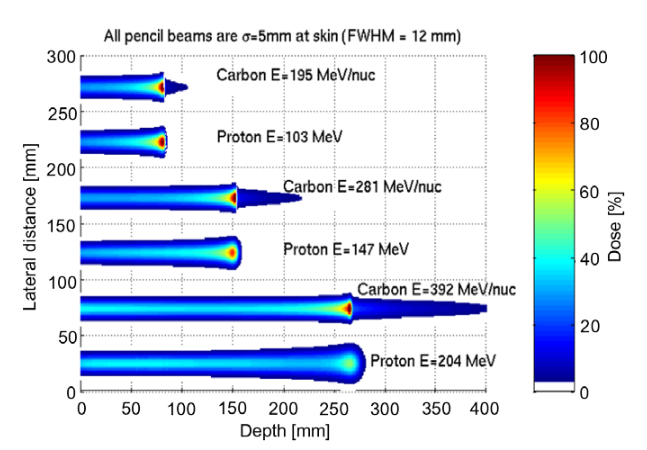 All pencil beams are σ=5mm at skin (FWHM = 12 mm)
300
250
200
150
100
50
0
Lateral distance [mm]
Carbon E=195 MeV/nuc
Proton E=103 MeV
Carbon E=281 MeV/nuc
Proton E=147 MeV
Carbon E=392 MeV/nuc
Proton E=204 MeV
0 50 100 150 200 250 300 350 400
Depth [mm]
100
80
60
40
20
0
Dose [%]